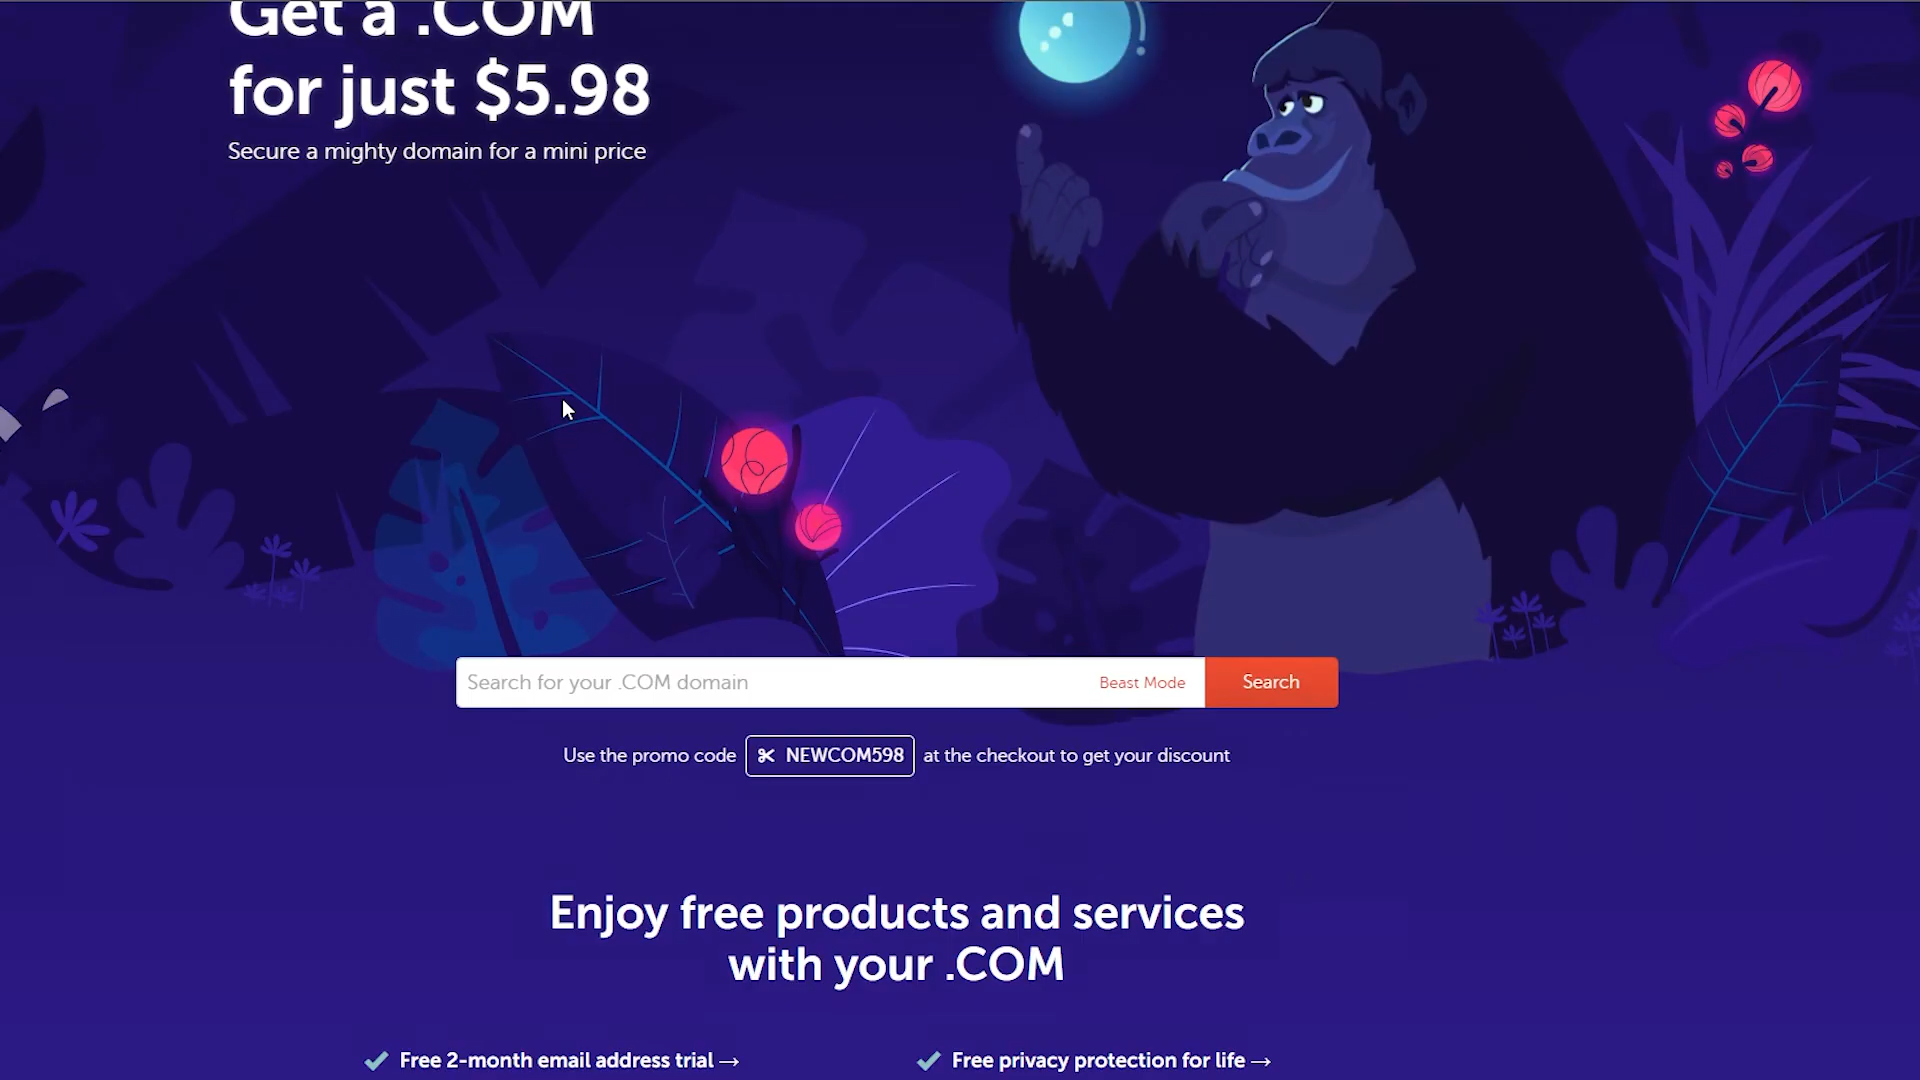 Get a .COM
for just $5.98
Secure a mighty domain for a mini price
Search for your .COM domain
Beast Mode
Search
Use the promo code NEWCOM598 at the checkout to get your discount
Enjoy free products and services
with your .COM
Free 2-month email address trial →
Free privacy protection for life →